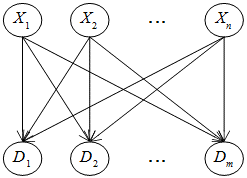 X₁ X₂ ... Xₙ
D₁ D₂ ... Dₘ